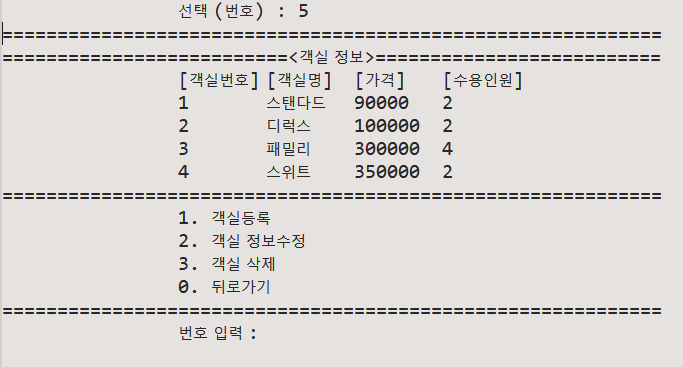 선택 (번호) : 5
========================================================================
==========================<객실 정보>==========================
[객실번호] [객실명] [가격] [수용인원]
1 스탠다드 90000 2
2 디럭스 100000 2
3 패밀리 300000 4
4 스위트 350000 2
========================================================================
1. 객실등록
2. 객실 정보수정
3. 객실 삭제
0. 뒤로가기
========================================================================
번호 입력 :